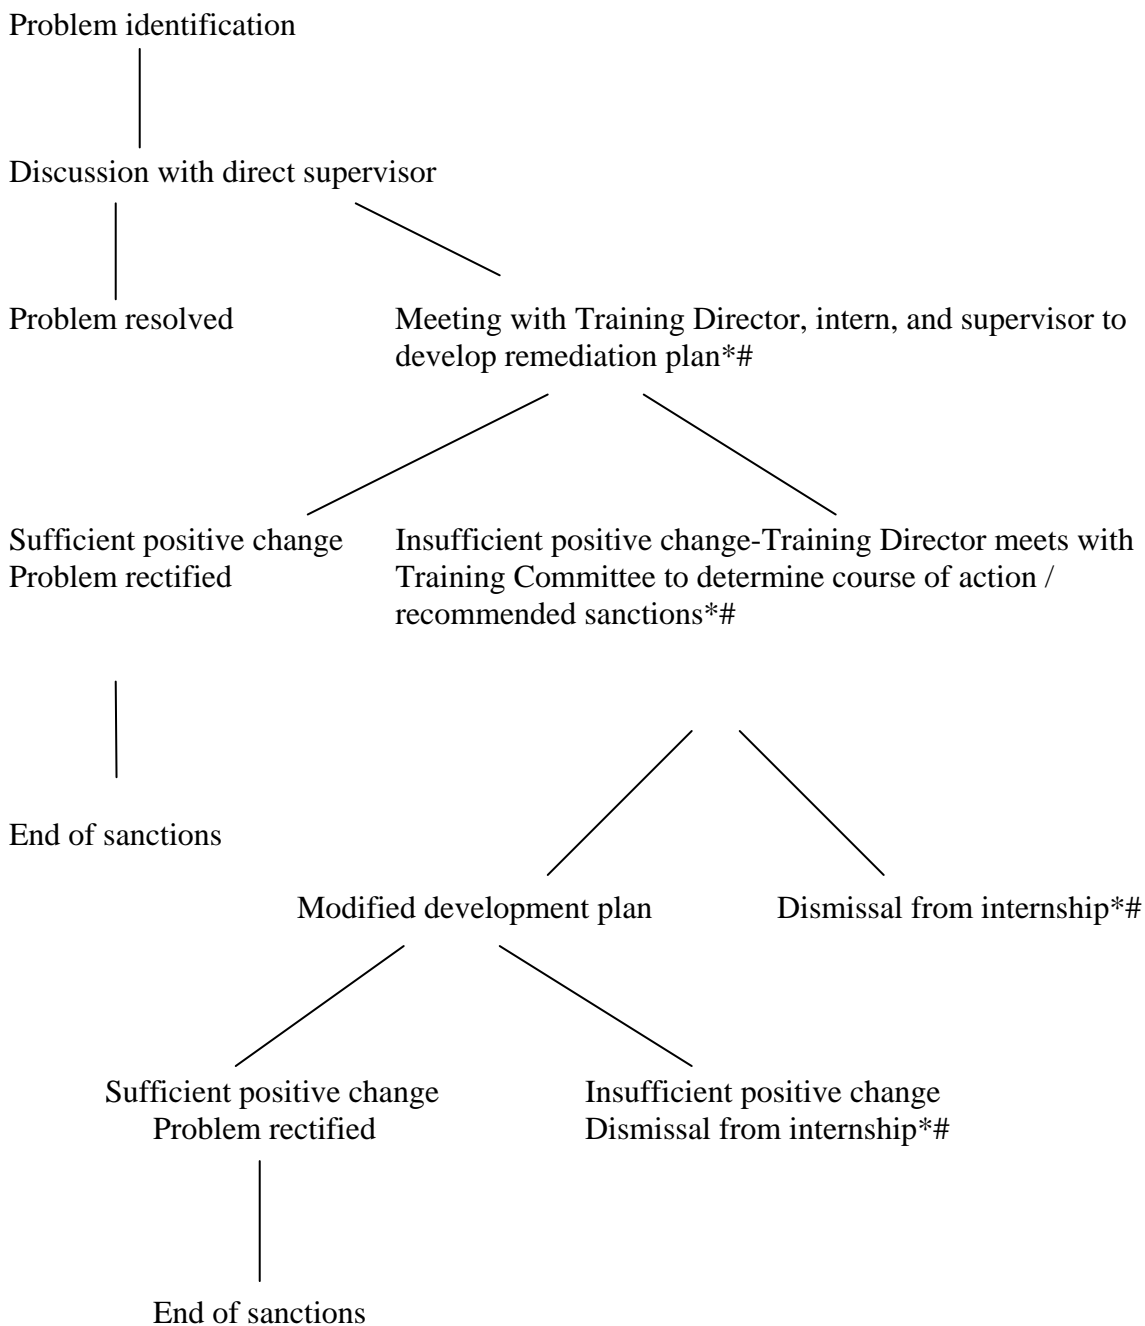 Problem identification
Discussion with direct supervisor
Problem resolved
Meeting with Training Director, intern, and supervisor to
develop remediation plan*#
Sufficient positive change
Problem rectified
Insufficient positive change-Training Director meets with
Training Committee to determine course of action /
recommended sanctions*#
End of sanctions
Modified development plan
Dismissal from internship*#
Sufficient positive change
Problem rectified
Insufficient positive change
Dismissal from internship*#
End of sanctions